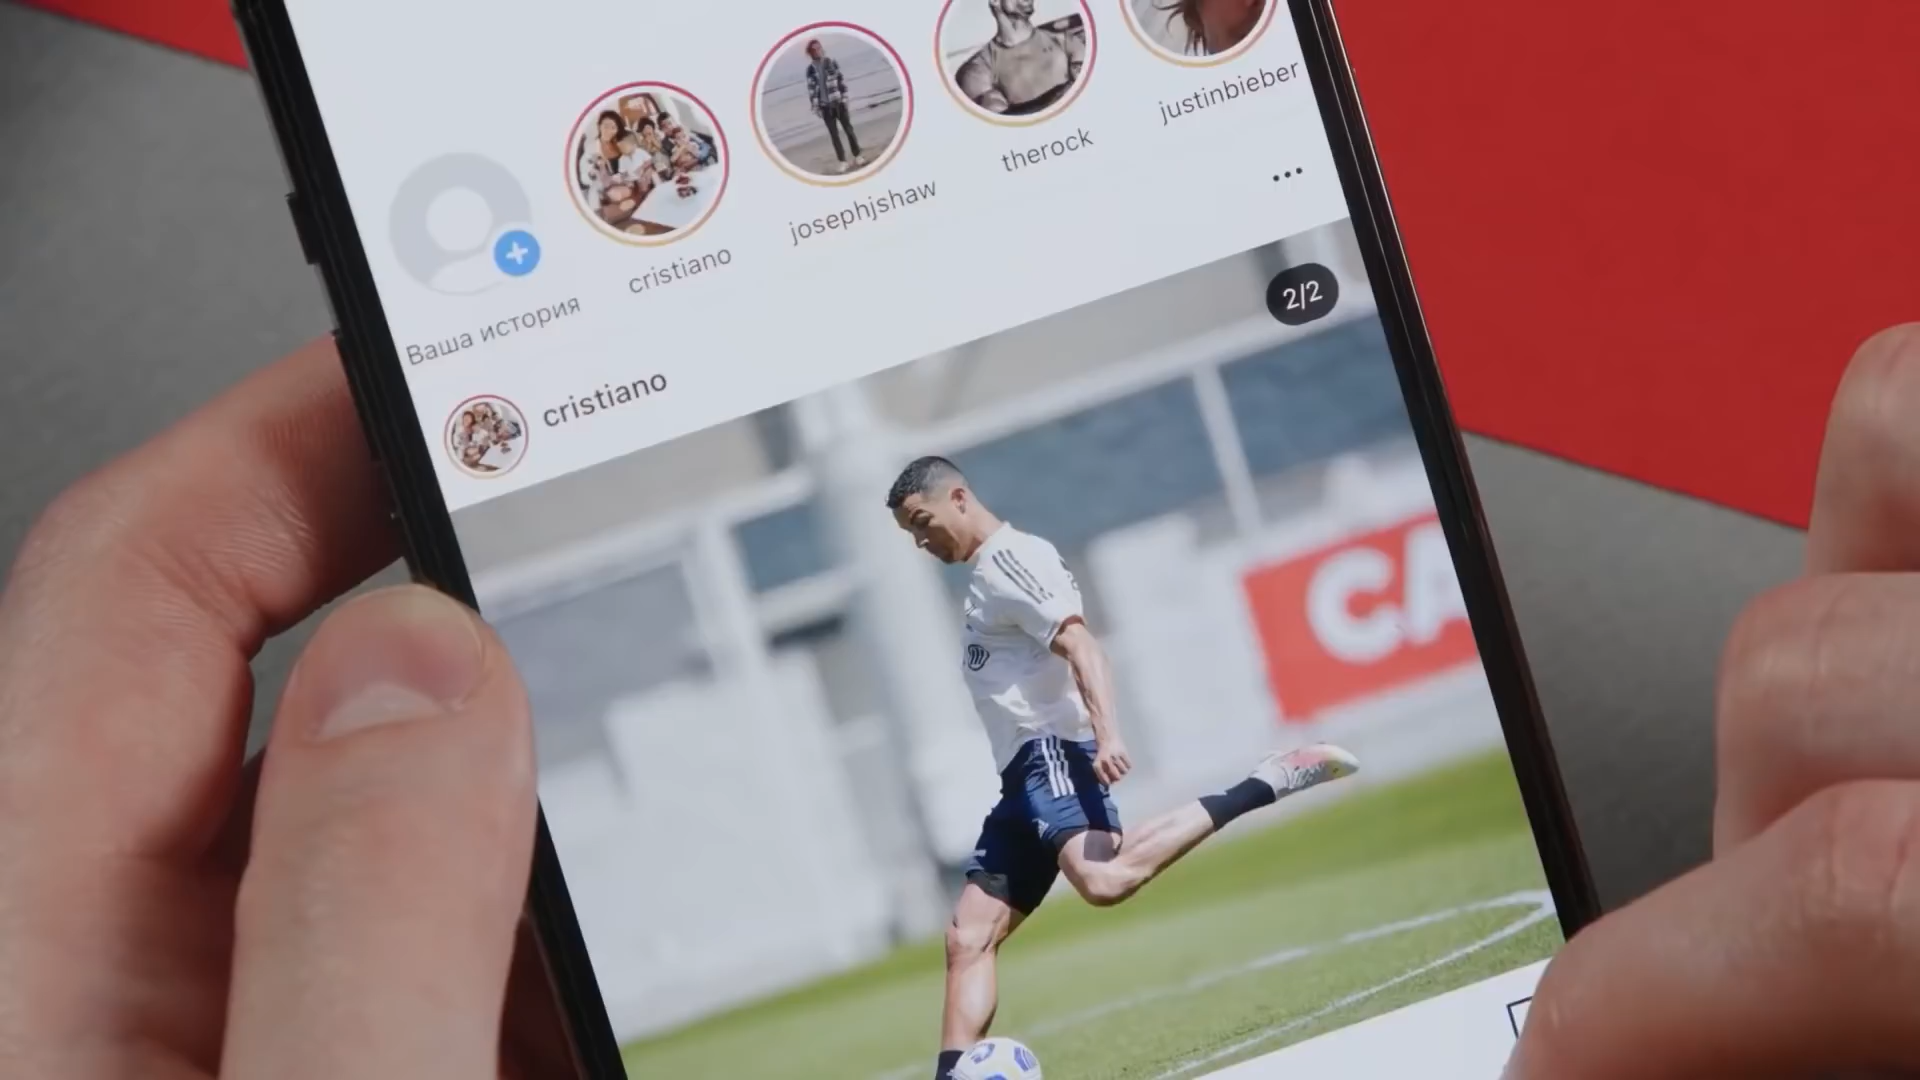 justinbieber
therock
josephjshaw
cristiano
Ваша история
cristiano
2/2
CA